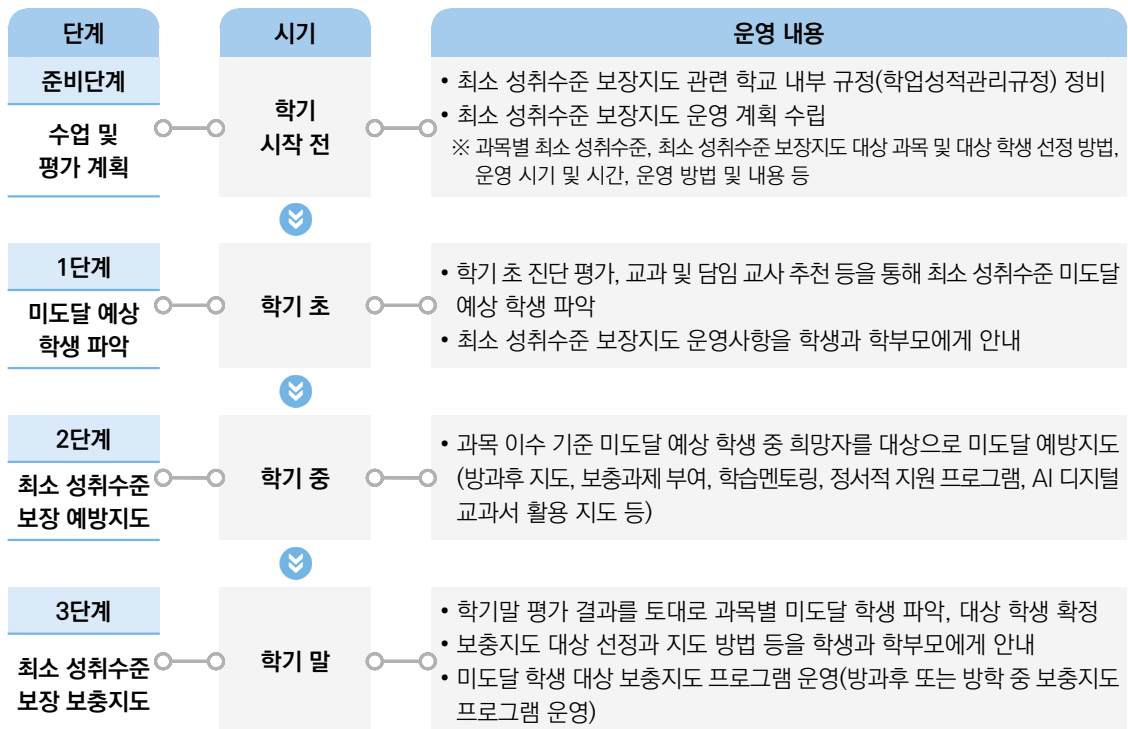 단계
시기
운영 내용
준비단계
수업 및
평가 계획
학기
시작 전
• 최소 성취수준 보장지도 관련 학교 내부 규정(학업성적관리규정) 정비
• 최소 성취수준 보장지도 운영 계획 수립
※ 과목별 최소 성취수준, 최소 성취수준 보장지도 대상 과목 및 대상 학생 선정 방법,
운영 시기 및 시간, 운영 방법 및 내용 등
1단계
미도달 예상
학생 파악
학기 초
• 학기 초 진단 평가, 교과 및 담임 교사 추천 등을 통해 최소 성취수준 미도달
예상 학생 파악
• 최소 성취수준 보장지도 운영사항을 학생과 학부모에게 안내
2단계
최소 성취수준
보장 예방지도
학기 중
• 과목 이수 기준 미도달 예상 학생 중 희망자를 대상으로 미도달 예방지도
(방과후 지도, 보충과제 부여, 학습멘토링, 정서적 지원 프로그램, AI 디지털
교과서 활용 지도 등)
3단계
최소 성취수준
보장 보충지도
학기 말
• 학기말 평가 결과를 토대로 과목별 미도달 학생 파악, 대상 학생 확정
• 보충지도 대상 선정과 지도 방법 등을 학생과 학부모에게 안내
• 미도달 학생 대상 보충지도 프로그램 운영(방과후 또는 방학 중 보충지도
프로그램 운영)